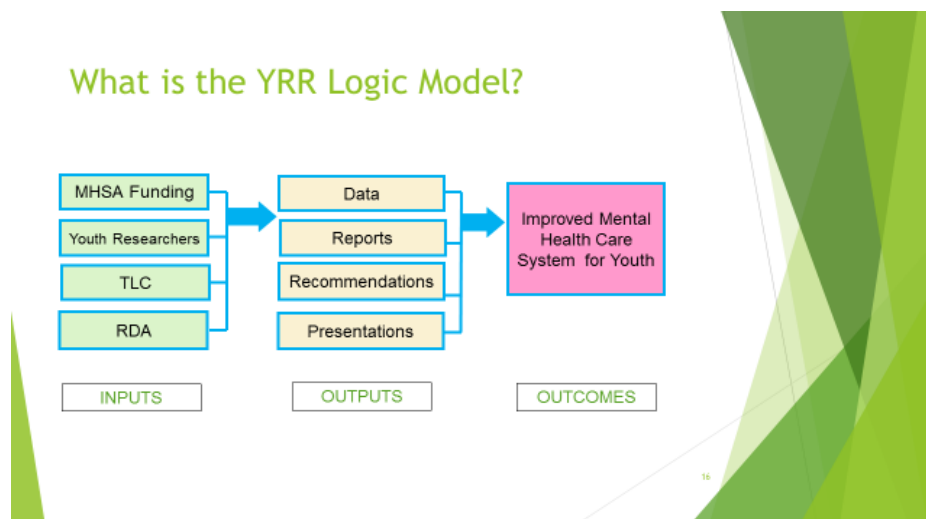 What is the YRR Logic Model?
MHSA Funding
Youth Researchers
TLC
RDA
INPUTS
Data
Reports
Recommendations
Presentations
OUTPUTS
Improved Mental
Health Care
System for Youth
OUTCOMES
16